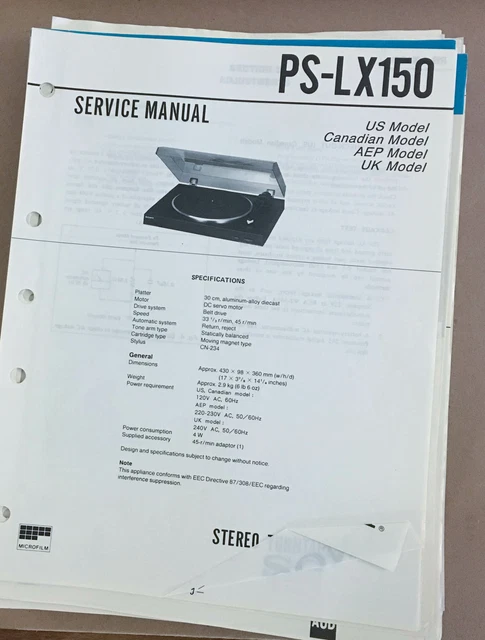 PS-LX150
SERVICE MANUAL
US Model
Canadian Model
AEP Model
UK Model
SPECIFICATIONS
Platter 30 cm, aluminum-alloy diecast
Motor DC servo motor
Drive system Belt drive
Speed 33 1/3 r/min, 45 r/min
Automatic system Return, reject
Tone arm type Statically balanced
Cartridge type Moving magnet type
Stylus CN-234
General
Dimensions Approx. 430 × 98 × 360 mm (w/h/d)
(17 × 3 7/8 × 14 1/4 inches)
Weight Approx. 2.9 kg (6 lb 6 oz)
Power requirement US, Canadian model:
120V AC, 60Hz
AEP model:
220-230V AC, 50/60Hz
UK model:
240V AC, 50/60Hz
Power consumption 4 W
Supplied accessory 45-r/min adaptor (1)
Design and specifications subject to change without notice.
Note
This appliance conforms with EEC Directive 87/308/EEC regarding
interference suppression.
MICROFILM
STEREO
®
AUD